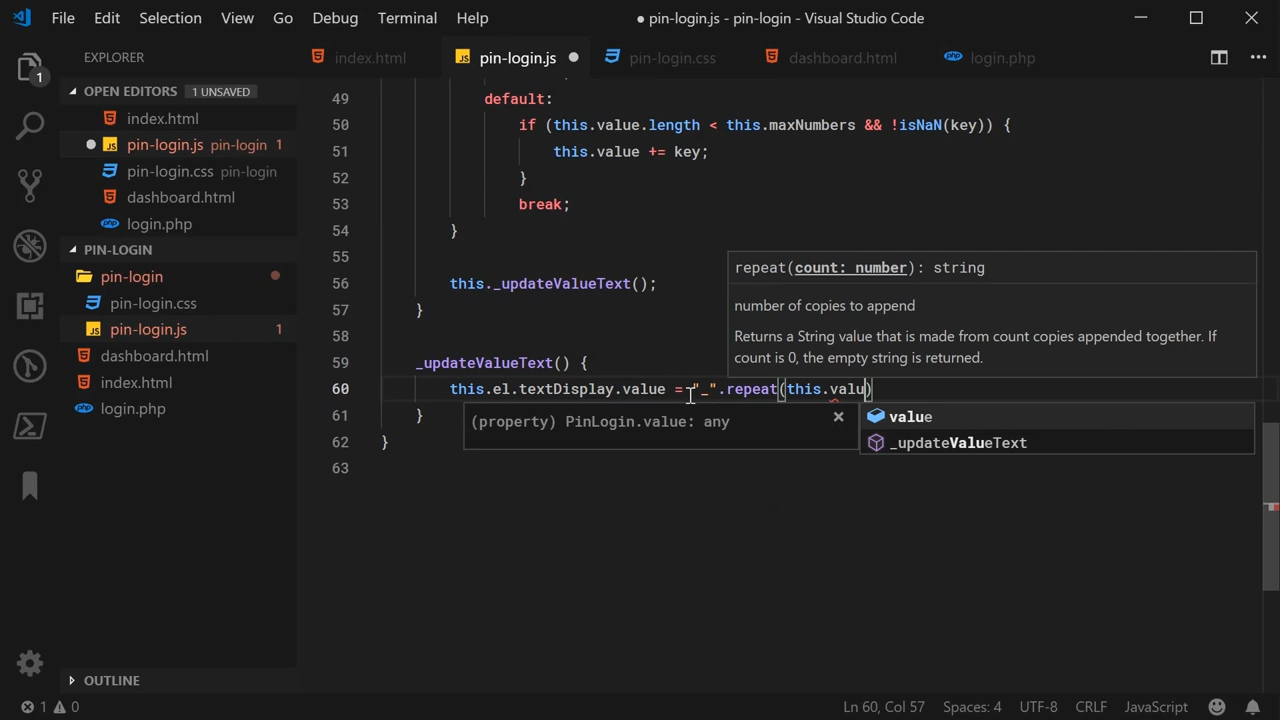 File Edit Selection View Go Debug Terminal Help ● pin-login.js - pin-login - Visual Studio Code
EXPLORER
index.html pin-login.js pin-login.css dashboard.html login.php
1
OPEN EDITORS 1 UNSAVED
index.html
pin-login.js pin-login 1
pin-login.css pin-login
dashboard.html
login.php
PIN-LOGIN
pin-login
pin-login.css
pin-login.js 1
dashboard.html
index.html
login.php
OUTLINE
49 default:
50 if (this.value.length < this.maxNumbers && !isNaN(key)) {
51 this.value += key;
52 }
53 break;
54 }
55
56 this._updateValueText();
57 }
58
59 _updateValueText() {
60 this.el.textDisplay.value = "_".repeat(this.valu)
61 }
62 }
63
repeat(count: number): string
number of copies to append
Returns a String value that is made from count copies appended together. If
count is 0, the empty string is returned.
(property) PinLogin.value: any
value
_updateValueText
1 0 Ln 60, Col 57 Spaces: 4 UTF-8 CRLF JavaScript